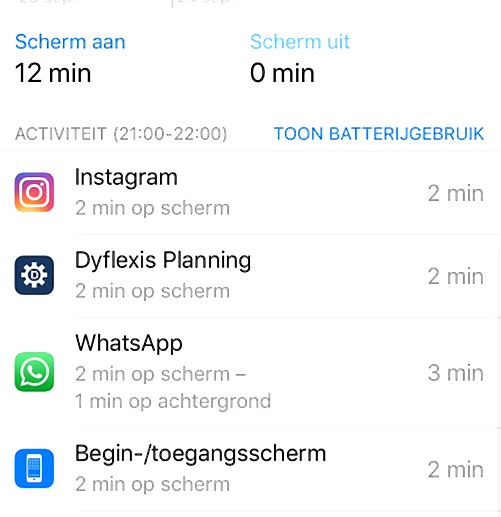 Scherm aan
Scherm uit
12 min
0 min
ACTIVITEIT (21:00-22:00)
TOON BATTERIJGEBRUIK
Instagram
2 min op scherm
2 min
Dyflexis Planning
2 min op scherm
2 min
WhatsApp
2 min op scherm –
1 min op achtergrond
3 min
Begin-/toegangsscherm
2 min op scherm
2 min